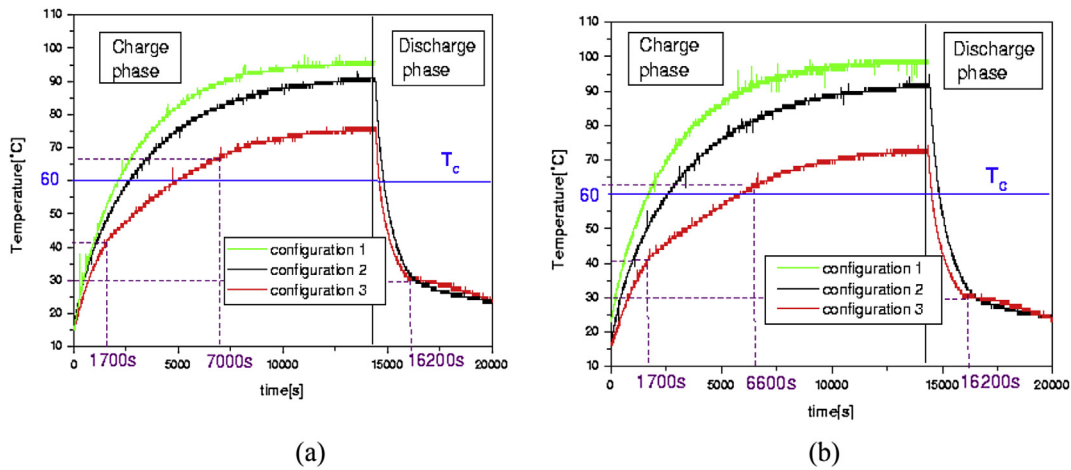 110
100
90
80
70
60
50
40
30
20
10
Temperature[°C]
Charge
phase
Discharge
phase
Tc
configuration 1
configuration 2
configuration 3
1700s
7000s
16200s
0
5000
10000
15000
20000
time[s]
(a)
110
100
90
80
70
60
50
40
30
20
10
Temperature[°C]
Charge
phase
Discharge
phase
Tc
configuration 1
configuration 2
configuration 3
1700s
6600s
16200s
0
5000
10000
15000
20000
time[s]
(b)